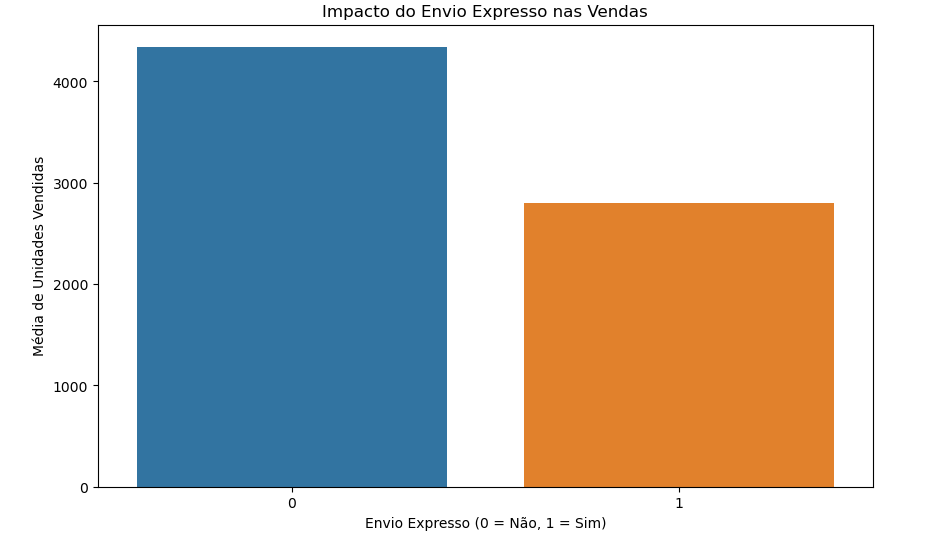 Impacto do Envio Expresso nas Vendas
Média de Unidades Vendidas
4000
3000
2000
1000
0
0 1
Envio Expresso (0 = Não, 1 = Sim)